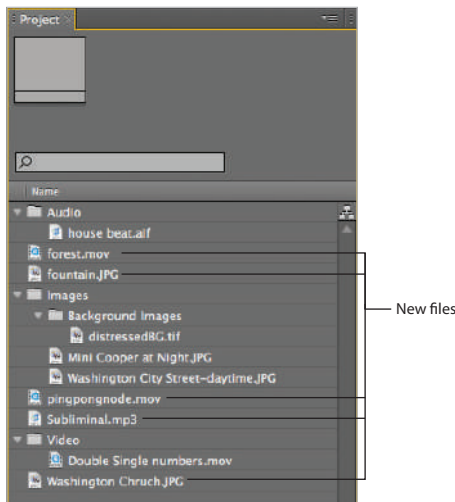 Project
Name
Audio
house beat.aif
forest.mov
fountain.JPG
Images
New files
Background Images
distressedBG.tif
Mini Cooper at Night.JPG
Washington City Street-daytime.JPG
pingpongnode.mov
Subliminal.mp3
Video
Double Single numbers.mov
Washington Chruch.JPG